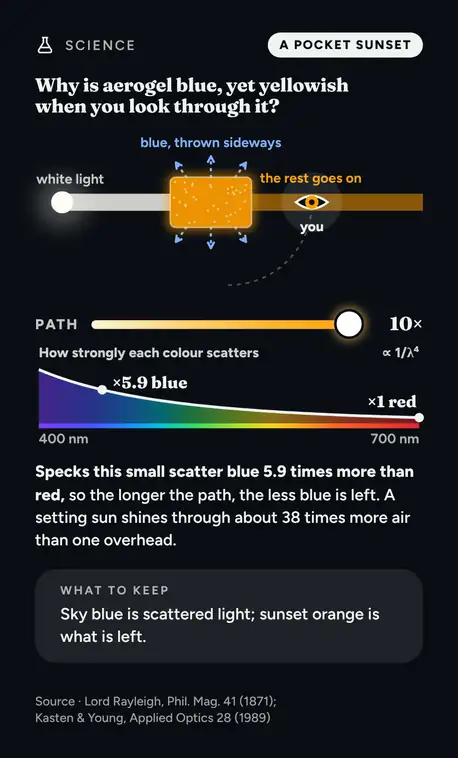 SCIENCE
A POCKET SUNSET
Why is aerogel blue, yet yellowish
when you look through it?
blue, thrown sideways
white light
the rest goes on
you
PATH
10×
How strongly each colour scatters
∝ 1/λ⁴
×5.9 blue
×1 red
400 nm
700 nm
Specks this small scatter blue 5.9 times more than
red, so the longer the path, the less blue is left. A
setting sun shines through about 38 times more air
than one overhead.
WHAT TO KEEP
Sky blue is scattered light; sunset orange is
what is left.
Source · Lord Rayleigh, Phil. Mag. 41 (1871);
Kasten & Young, Applied Optics 28 (1989)